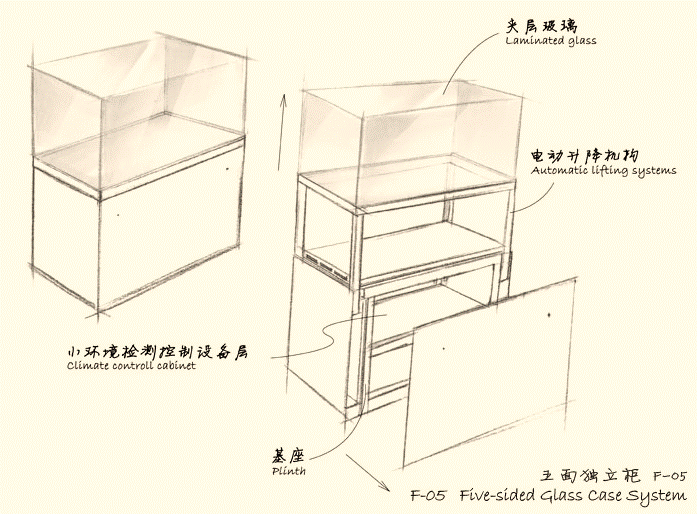 夹层玻璃
Laminated glass
电动升降机构
Automatic lifting systems
小环境检测控制设备层
Climate controll cabinet
基座
Plinth
五面独立柜 F-05
F-05 Five-sided Glass Case System